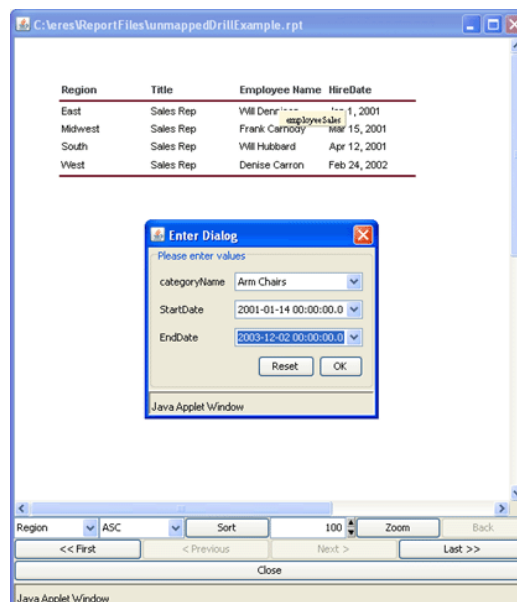 C:\eres\ReportFiles\unmappedDrillExample.rpt
Region Title Employee Name HireDate
East Sales Rep Will 1, 2001
employeeSales
Midwest Sales Rep Frank Carnody Mar 15, 2001
South Sales Rep Will Hubbard Apr 12, 2001
West Sales Rep Denise Carron Feb 24, 2002
Enter Dialog
Please enter values
categoryName Arm Chairs
StartDate 2001-01-14 00:00:00.0
EndDate 2003-12-02 00:00:00.0
Reset OK
Java Applet Window
Region ASC Sort 100 Zoom Back
<< First < Previous Next > Last >>
Close
Java Applet Window